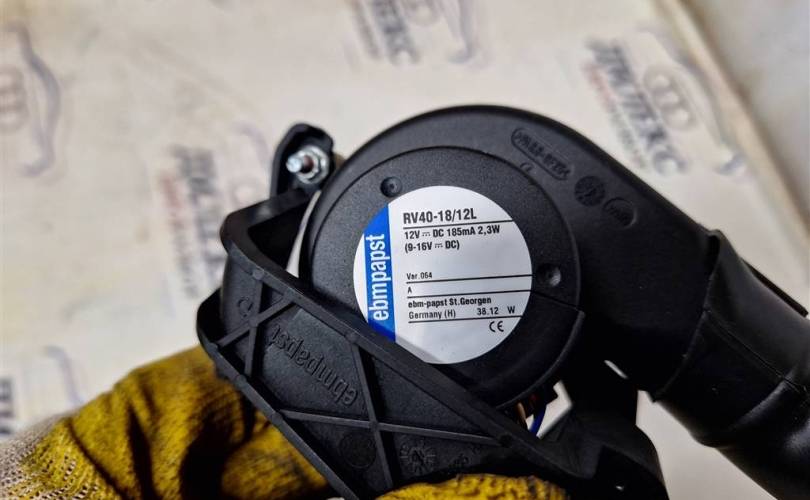 RV40-18/12L
12V ⎓ DC 185mA 2,3W
(9-16V ⎓ DC)
Var.064
A
ebm-papst St.Georgen
Germany (H) 38.12 W
CE
ebmpapst
ebmpapst